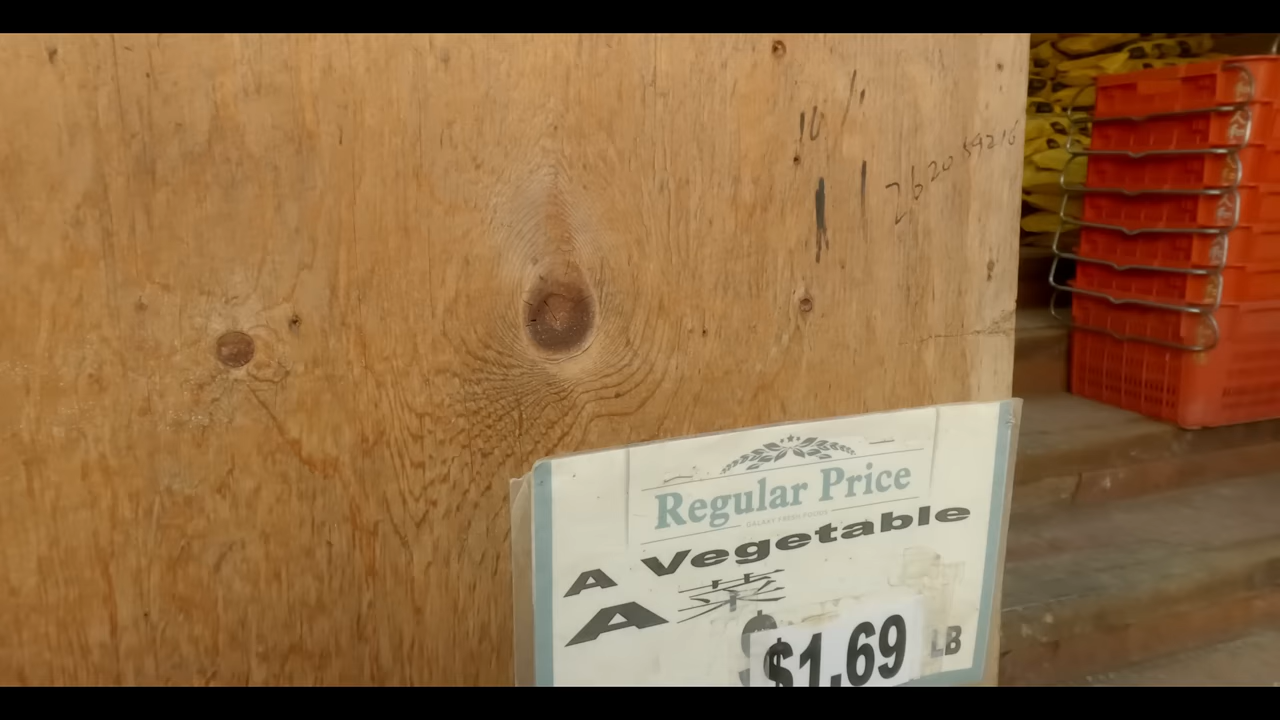 2620 59216
Regular Price
GALAXY FRESH FOODS
A Vegetable
A 菜
$
$1.69 LB